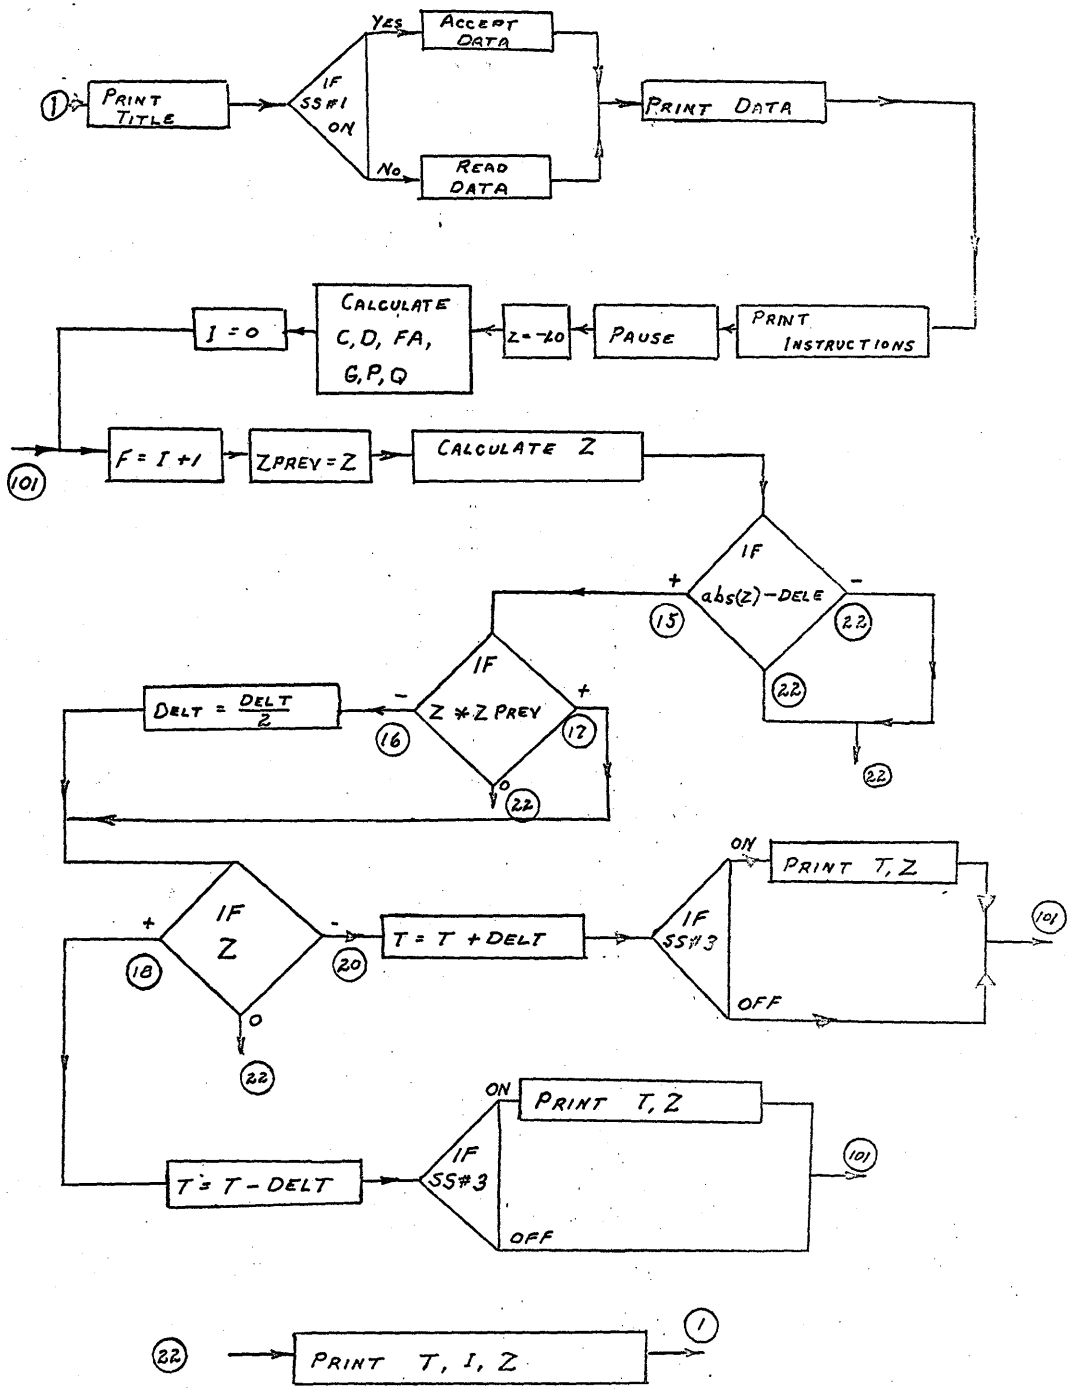 YES
ACCEPT
DATA
IF
SS#1
ON
1
PRINT
TITLE
PRINT DATA
NO
READ
DATA
CALCULATE
C, D, FA,
G, P, Q
I = 0
Z = -1.0
PAUSE
PRINT
INSTRUCTIONS
101
F = I + 1
ZPREV = Z
CALCULATE Z
IF
abs(Z) - DELE
+
15
-
22
22
22
IF
Z * ZPREV
-
16
+
17
0
22
DELT = DELT
2
IF
Z
+
18
-
20
0
22
T = T + DELT
IF
SS#3
ON
PRINT T, Z
OFF
101
T = T - DELT
IF
SS#3
ON
PRINT T, Z
OFF
101
22
PRINT T, I, Z
1